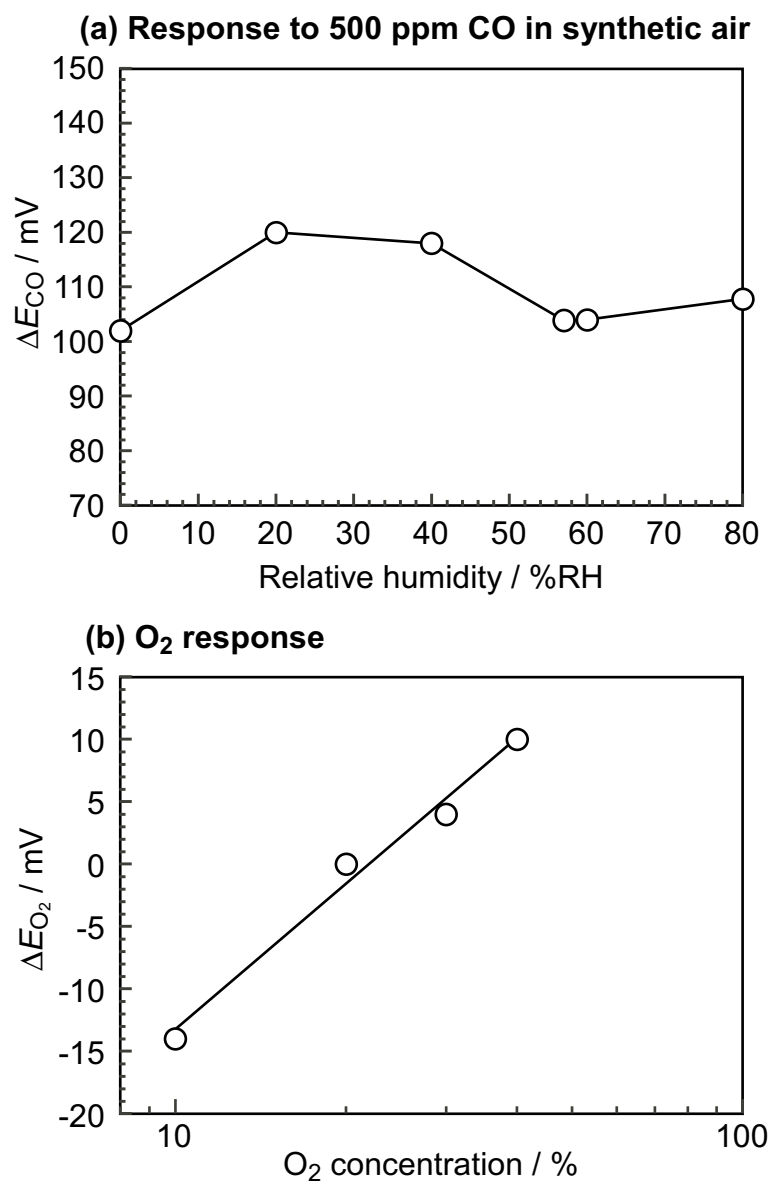 (a) Response to 500 ppm CO in synthetic air
150
140
130
120
110
100
90
80
70
ΔE_CO / mV
0 10 20 30 40 50 60 70 80
Relative humidity / %RH
(b) O₂ response
15
10
5
0
-5
-10
-15
-20
ΔE_O₂ / mV
10 100
O₂ concentration / %